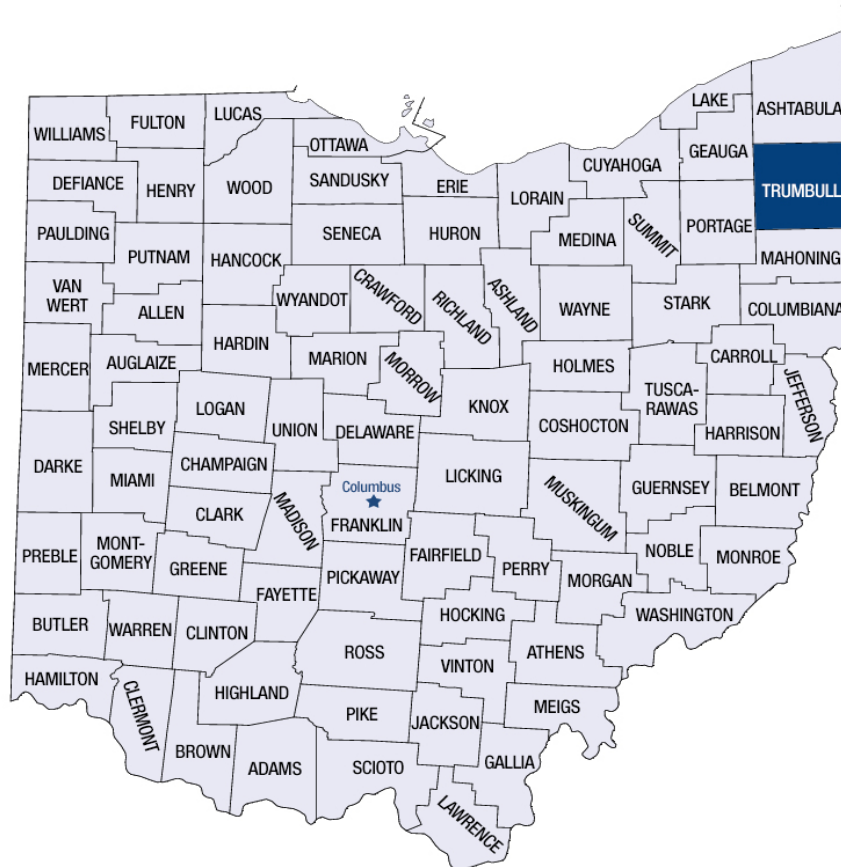 LAKE
ASHTABULA
LUCAS
FULTON
WILLIAMS
OTTAWA
CUYAHOGA
GEAUGA
DEFIANCE
HENRY
WOOD
SANDUSKY
ERIE
LORAIN
TRUMBULL
PAULDING
PUTNAM
HANCOCK
SENECA
HURON
MEDINA
SUMMIT
PORTAGE
MAHONING
VAN
WERT
ALLEN
WYANDOT
CRAWFORD
RICHLAND
ASHLAND
WAYNE
STARK
COLUMBIANA
MERCER
AUGLAIZE
HARDIN
MARION
MORROW
HOLMES
CARROLL
JEFFERSON
LOGAN
UNION
KNOX
TUSCA-
RAWAS
SHELBY
DELAWARE
COSHOCTON
HARRISON
DARKE
MIAMI
CHAMPAIGN
LICKING
MUSKINGUM
GUERNSEY
BELMONT
Columbus
CLARK
MADISON
FRANKLIN
PREBLE
MONT-
GOMERY
GREENE
FAIRFIELD
PERRY
NOBLE
MONROE
FAYETTE
PICKAWAY
MORGAN
BUTLER
WARREN
CLINTON
HOCKING
WASHINGTON
ROSS
VINTON
ATHENS
HAMILTON
CLERMONT
HIGHLAND
PIKE
JACKSON
MEIGS
BROWN
ADAMS
SCIOTO
GALLIA
LAWRENCE